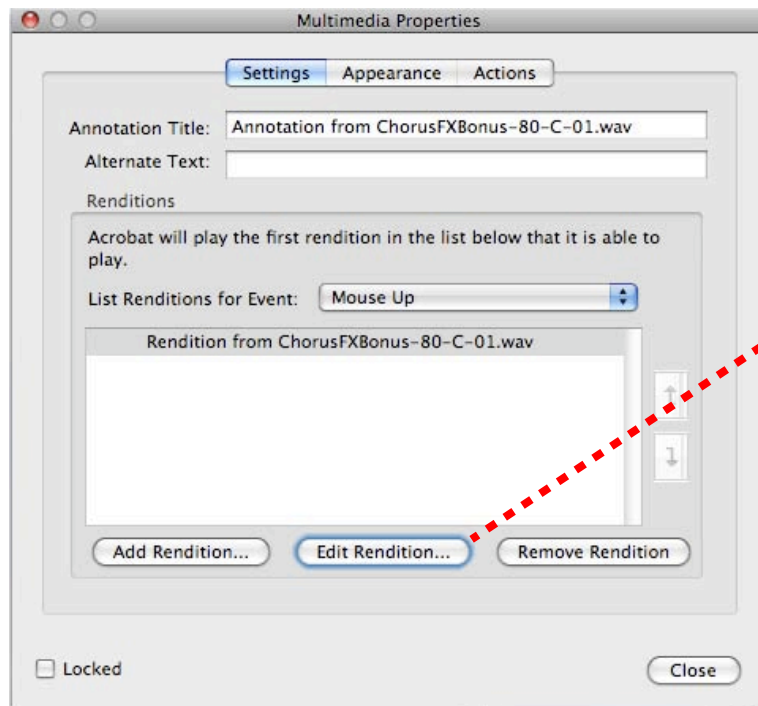 Multimedia Properties
Settings Appearance Actions
Annotation Title: Annotation from ChorusFXBonus-80-C-01.wav
Alternate Text:
Renditions
Acrobat will play the first rendition in the list below that it is able to
play.
List Renditions for Event: Mouse Up
Rendition from ChorusFXBonus-80-C-01.wav
Add Rendition... Edit Rendition... Remove Rendition
Locked Close